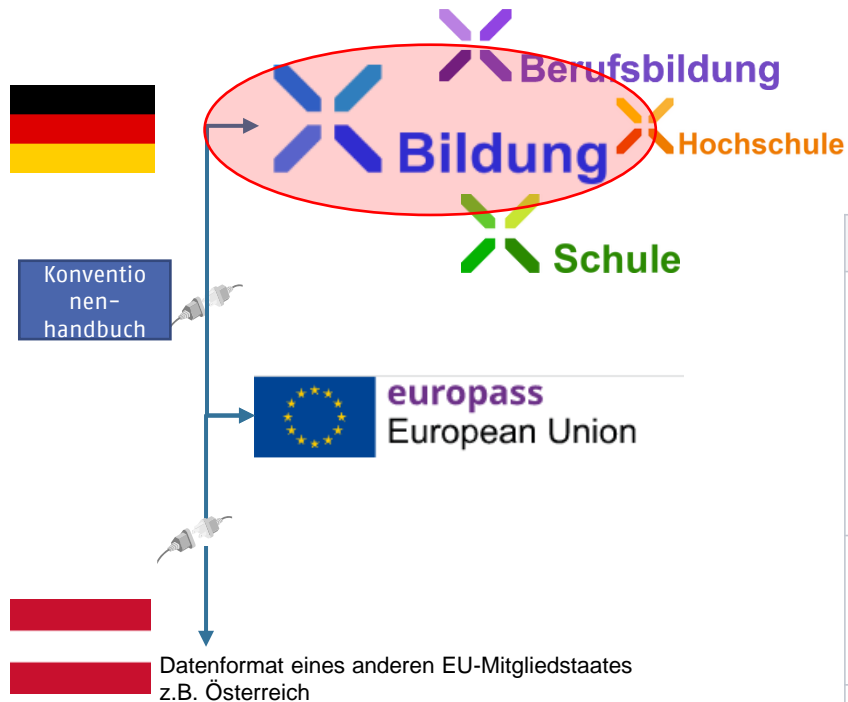 Berufsbildung
Bildung
Hochschule
Schule
Konventio
nen-
handbuch
europass
European Union
Datenformat eines anderen EU-Mitgliedstaates
z.B. Österreich